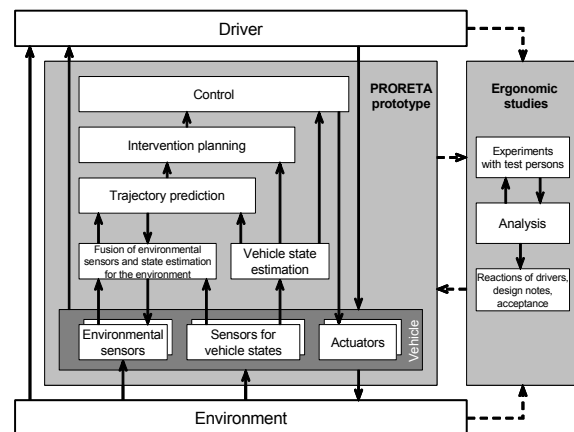 Driver
PRORETA
prototype
Ergonomic
studies
Control
Intervention planning
Experiments
with test persons
Trajectory prediction
Analysis
Fusion of environmental
sensors and state estimation
for the environment
Vehicle state
estimation
Reactions of drivers,
design notes,
acceptance
Environmental
sensors
Sensors for
vehicle states
Actuators
Vehicle
Environment